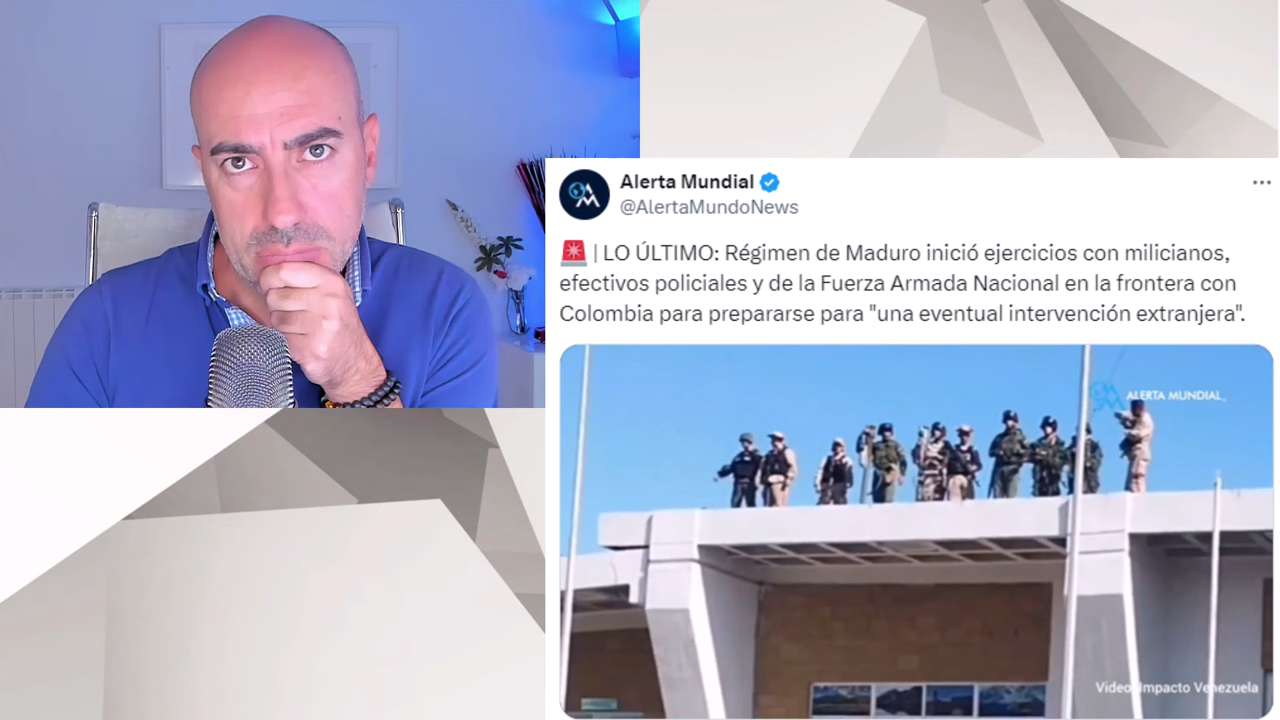 Alerta Mundial
@AlertaMundoNews
🚨 | LO ÚLTIMO: Régimen de Maduro inició ejercicios con milicianos,
efectivos policiales y de la Fuerza Armada Nacional en la frontera con
Colombia para prepararse para "una eventual intervención extranjera".
ALERTA MUNDIAL
Video: Impacto Venezuela